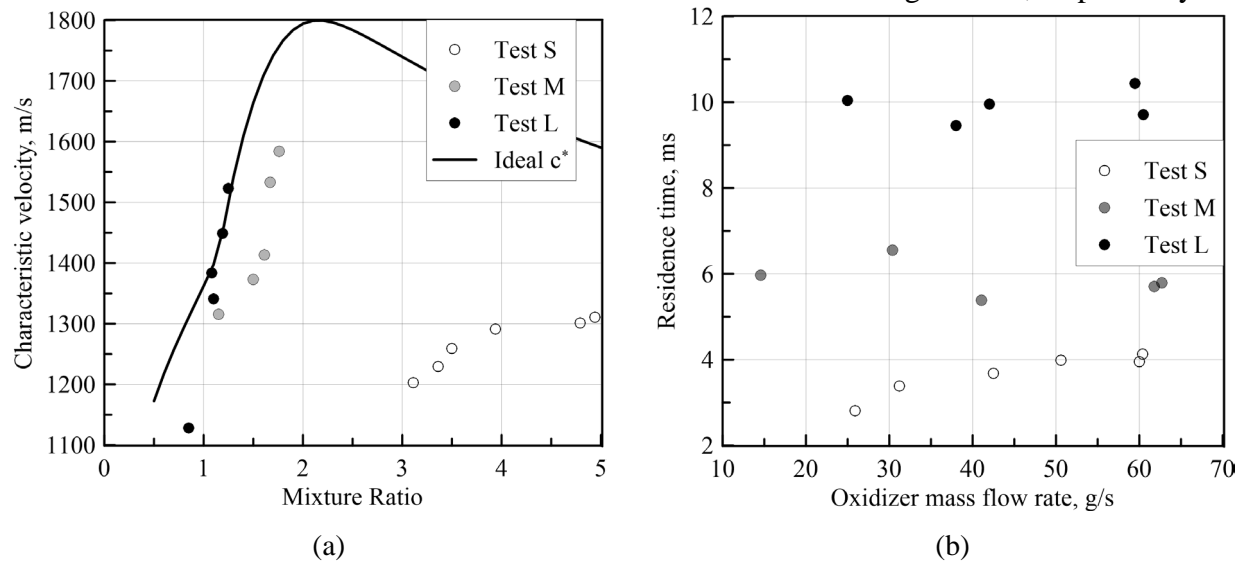 1800
1700
1600
1500
1400
1300
1200
1100
Characteristic velocity, m/s
Test S
Test M
Test L
Ideal c*
0 1 2 3 4 5
Mixture Ratio
(a)
12
10
8
6
4
2
Residence time, ms
Test S
Test M
Test L
10 20 30 40 50 60 70
Oxidizer mass flow rate, g/s
(b)